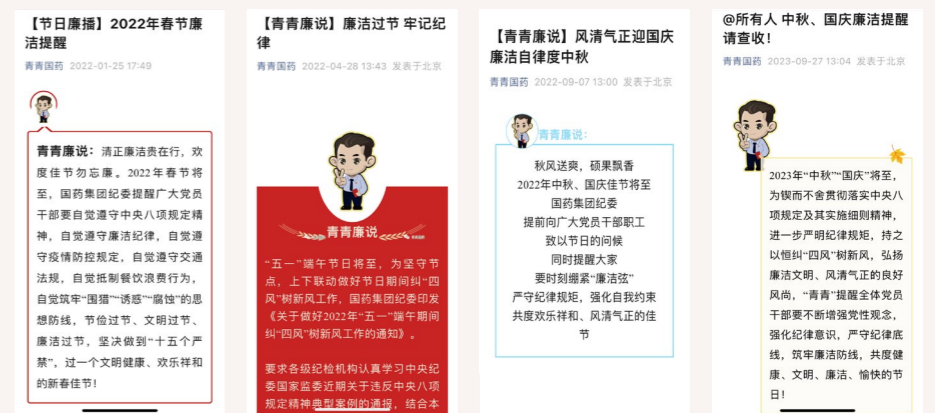 【节日廉播】2022年春节廉
洁提醒
青青国药 2022-01-25 17:49
青青廉说：清正廉洁贵在行，欢
度佳节勿忘廉。2022年春节将
至，国药集团纪委提醒广大党员
干部要自觉遵守中央八项规定精
神，自觉遵守廉洁纪律，自觉遵
守疫情防控规定，自觉遵守交通
法规，自觉抵制餐饮浪费行为，
自觉筑牢“围猎”“诱惑”“腐蚀”的思
想防线，节俭过节、文明过节、
廉洁过节，坚决做到“十五个严
禁”，过一个文明健康、欢乐祥和
的新春佳节！
【青青廉说】廉洁过节 牢记纪
律
青青国药 2022-04-28 13:43 发表于北京
青青廉说
“五一”端午节日将至，为坚守节
点，上下联动做好节日期间纠“四
风”树新风工作，国药集团纪委印发
《关于做好2022年“五一”端午期间
纠“四风”树新风工作的通知》。
要求各级纪检机构认真学习中央纪
委国家监委近期关于违反中央八项
规定精神典型案例的通报，结合本
【青青廉说】风清气正迎国庆
廉洁自律度中秋
青青国药 2022-09-07 13:00 发表于北京
青青廉说：
秋风送爽，硕果飘香
2022年中秋、国庆佳节将至
国药集团纪委
提前向广大党员干部职工
致以节日的问候
同时提醒大家
要时刻绷紧“廉洁弦”
严守纪律规矩，强化自我约束
共度欢乐祥和、风清气正的佳
节
@所有人 中秋、国庆廉洁提醒
请查收！
青青国药 2023-09-27 13:04 发表于北京
2023年“中秋”“国庆”将至，
为锲而不舍贯彻落实中央八
项规定及其实施细则精神，
进一步严明纪律规矩，持之
以恒纠“四风”树新风，弘扬
廉洁文明、风清气正的良好
风尚，“青青”提醒全体党员
干部要不断增强党性观念，
强化纪律意识，严守纪律底
线，筑牢廉洁防线，共度健
康、文明、廉洁、愉快的节
日！